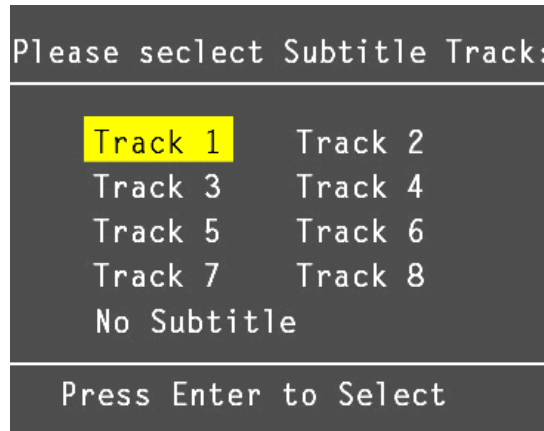 Please seclect Subtitle Track:
Track 1 Track 2
Track 3 Track 4
Track 5 Track 6
Track 7 Track 8
No Subtitle
Press Enter to Select